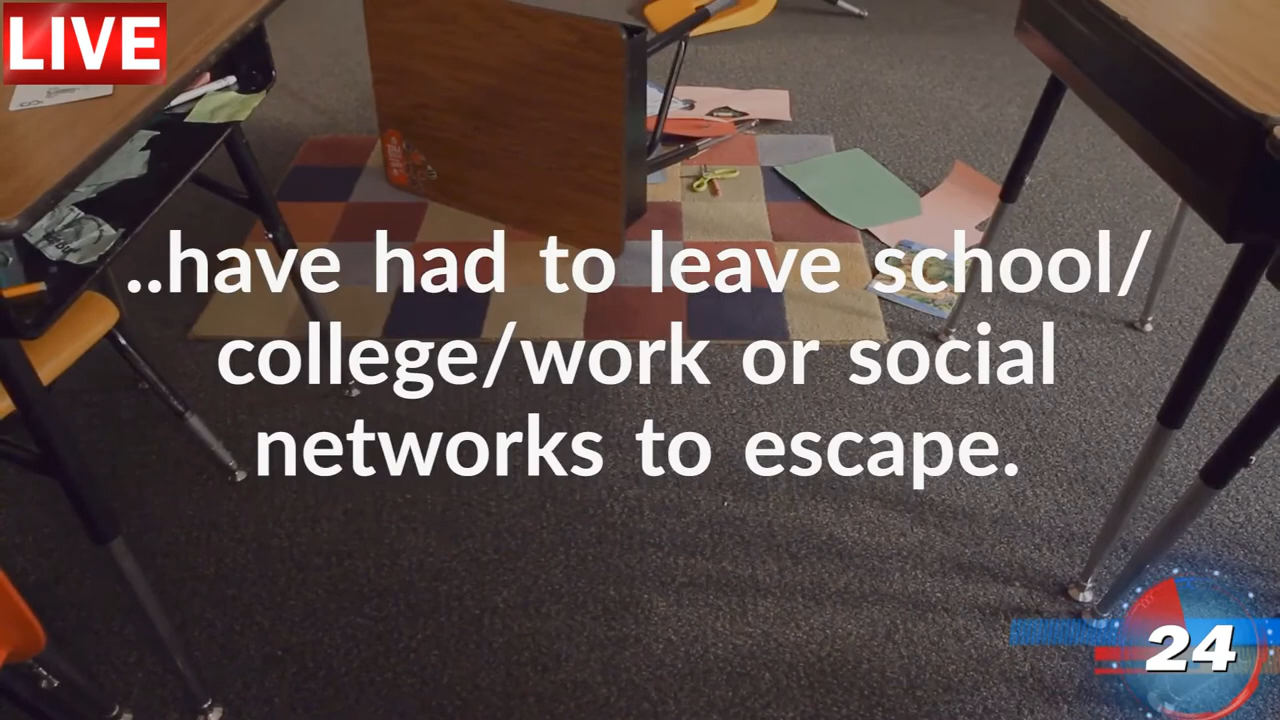 LIVE
..have had to leave school/
college/work or social
networks to escape.
24